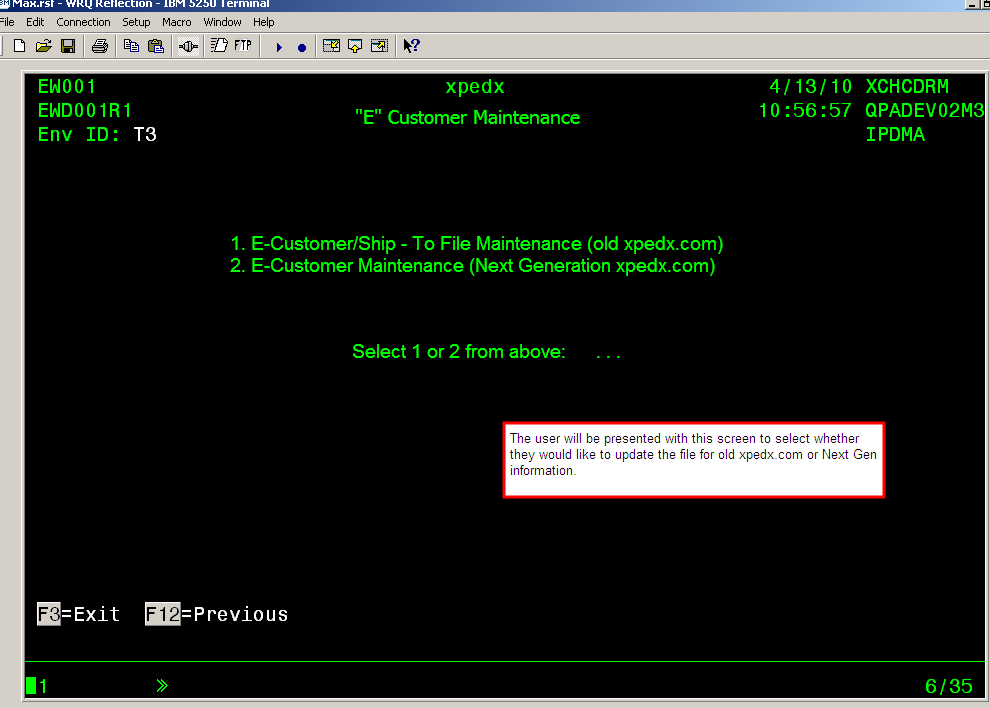 Max.rsf - WRQ Reflection - IBM 5250 Terminal
File Edit Connection Setup Macro Window Help
FTP
EW001 xpedx 4/13/10 XCHCDRM
EWD001R1 "E" Customer Maintenance 10:56:57 QPADEV02M3
Env ID: T3 IPDMA
1. E-Customer/Ship - To File Maintenance (old xpedx.com)
2. E-Customer Maintenance (Next Generation xpedx.com)
Select 1 or 2 from above: . . .
The user will be presented with this screen to select whether
they would like to update the file for old xpedx.com or Next Gen
information.
F3=Exit F12=Previous
1 » 6/35